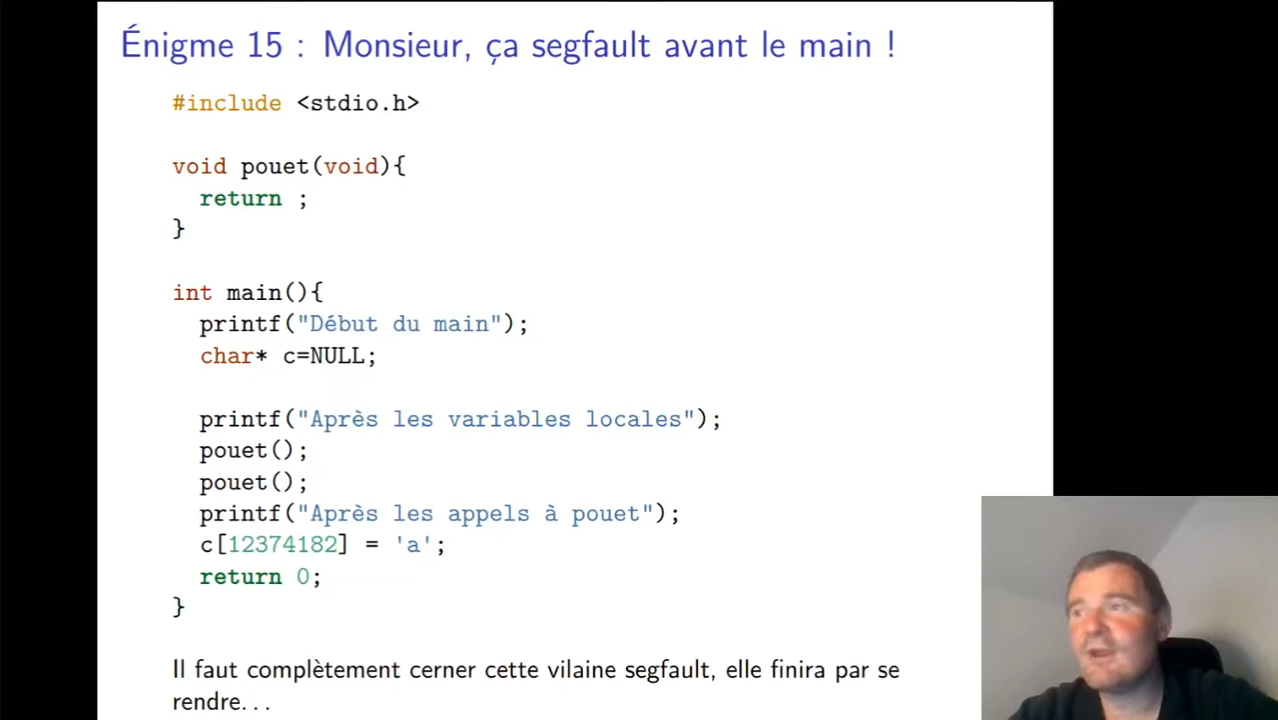 Énigme 15 : Monsieur, ça segfault avant le main !
#include <stdio.h>
void pouet(void){
return ;
}
int main(){
printf("Début du main");
char* c=NULL;
printf("Après les variables locales");
pouet();
pouet();
printf("Après les appels à pouet");
c[12374182] = 'a';
return 0;
}
Il faut complètement cerner cette vilaine segfault, elle finira par se
rendre...